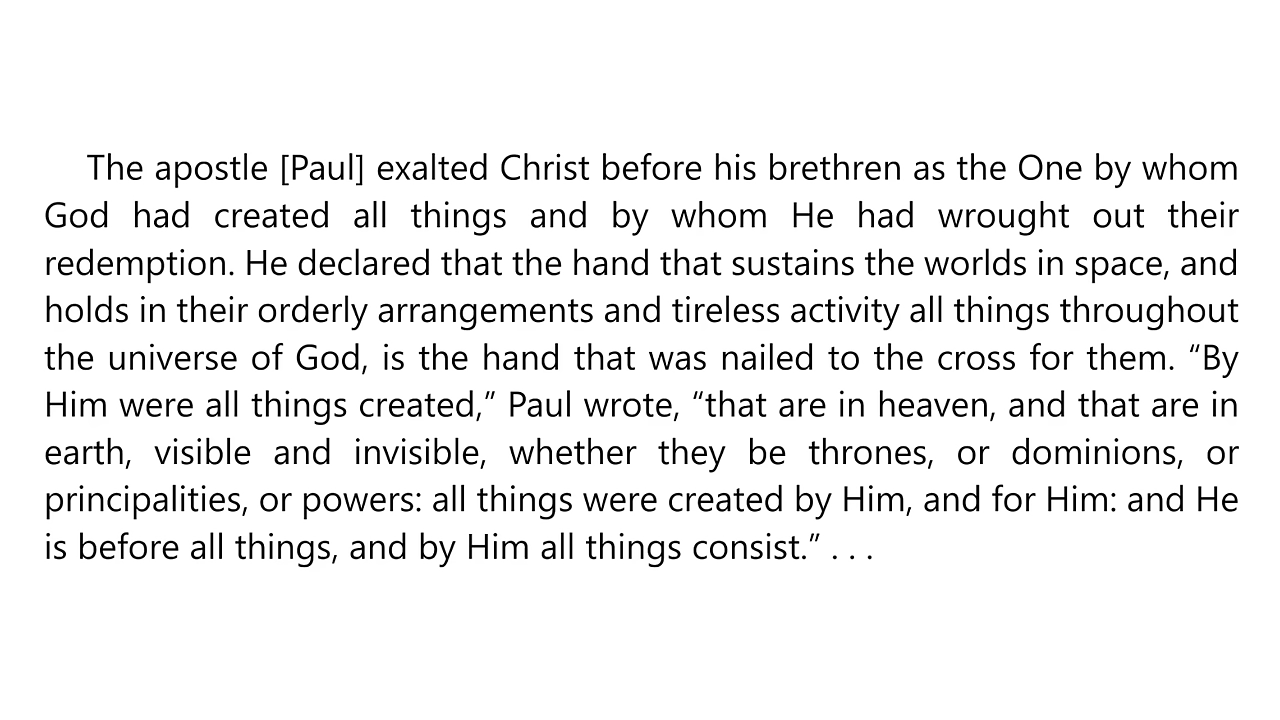 The apostle [Paul] exalted Christ before his brethren as the One by whom
God had created all things and by whom He had wrought out their
redemption. He declared that the hand that sustains the worlds in space, and
holds in their orderly arrangements and tireless activity all things throughout
the universe of God, is the hand that was nailed to the cross for them. “By
Him were all things created,” Paul wrote, “that are in heaven, and that are in
earth, visible and invisible, whether they be thrones, or dominions, or
principalities, or powers: all things were created by Him, and for Him: and He
is before all things, and by Him all things consist.” . . .